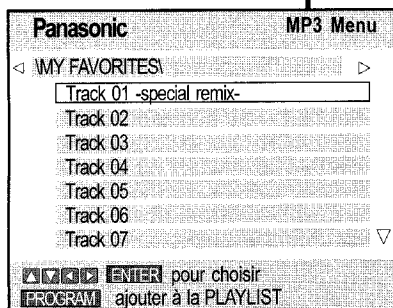 Panasonic MP3 Menu
\MY FAVORITES\
Track 01 -special remix-
Track 02
Track 03
Track 04
Track 05
Track 06
Track 07
ENTER pour choisir
PROGRAM ajouter à la PLAYLIST